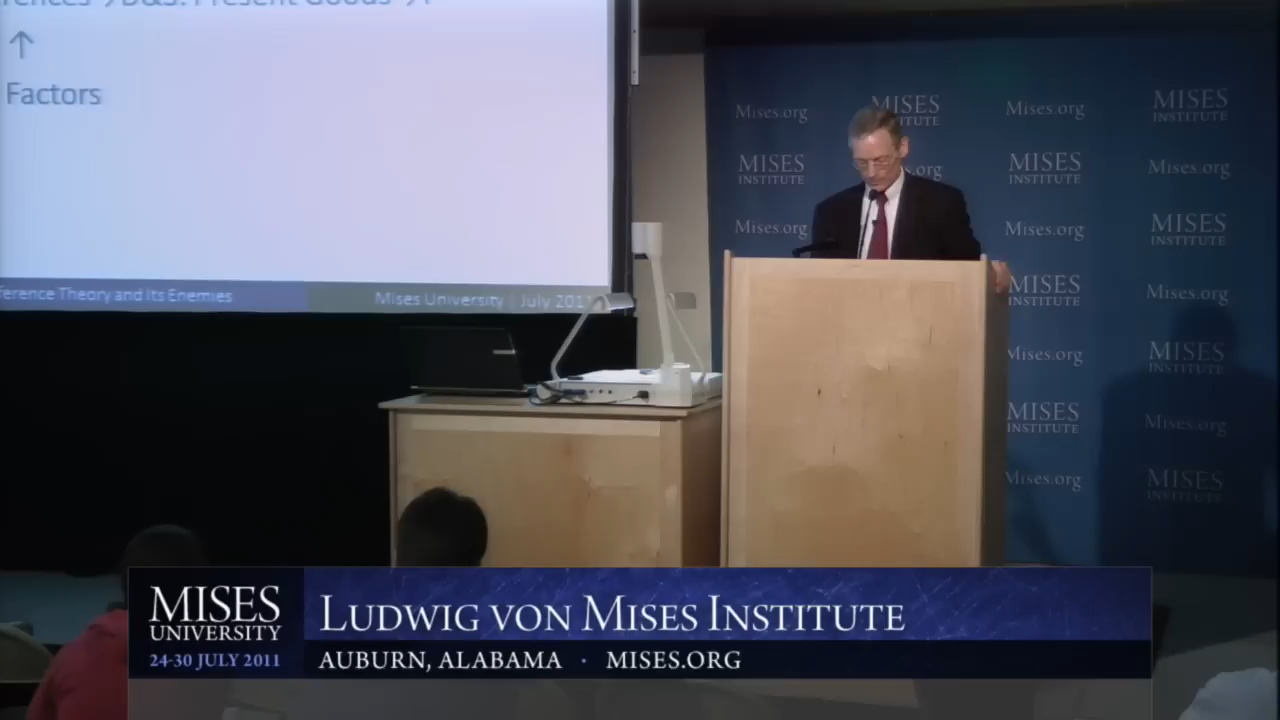 Present Goods
↑
Factors
ference Theory and Its Enemies
Mises University | July 201
Mises.org
MISES
INSTITUTE
Mises.org
MISES
INSTITUTE
MISES
INSTITUTE
.org
MISES
INSTITUTE
Mises.org
Mises.org
Mises.org
MISES
INSTITUTE
MISES
INSTITUTE
Mises.org
Mises.org
MISES
INSTITUTE
MISES
INSTITUTE
Mises.org
Mises.org
MISES
INSTITUTE
MISES
UNIVERSITY
24-30 JULY 2011
LUDWIG VON MISES INSTITUTE
AUBURN, ALABAMA · MISES.ORG